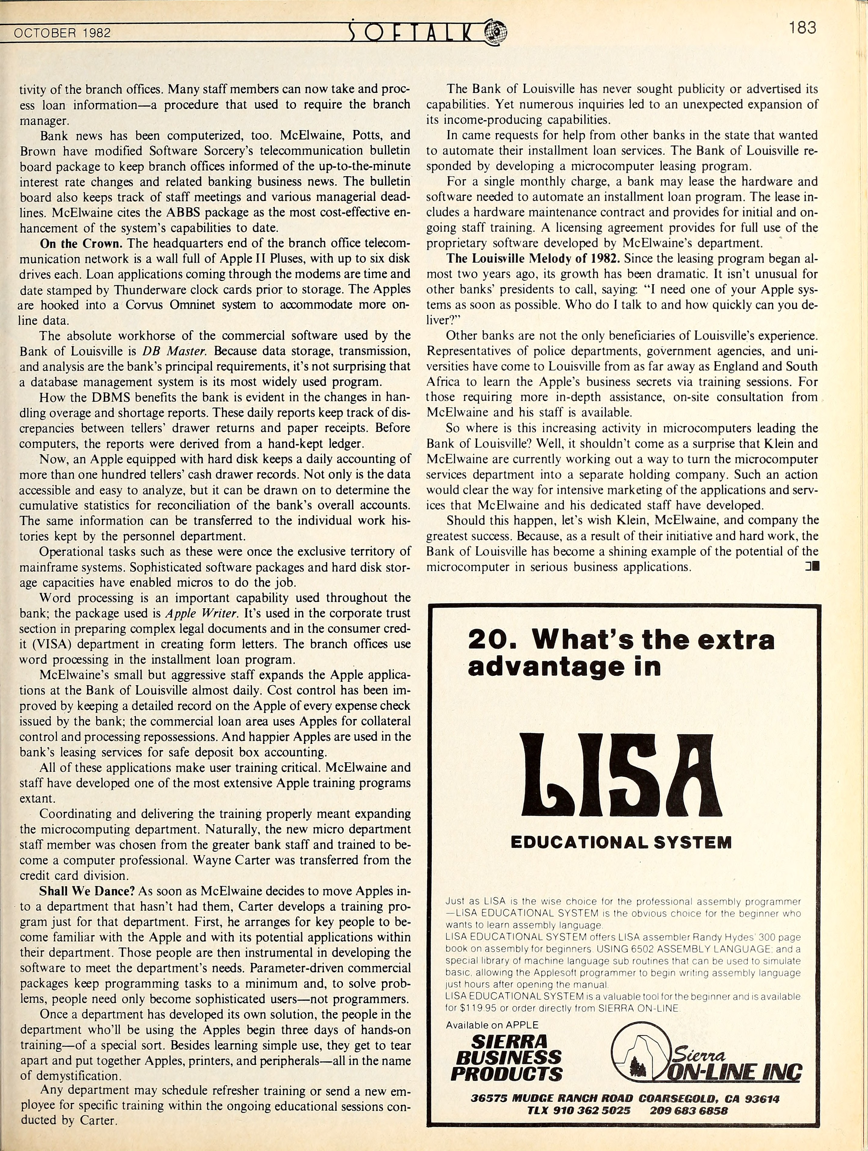 OCTOBER 1982
SOFTALK
183
tivity of the branch offices. Many staff members can now take and proc-
ess loan information—a procedure that used to require the branch
manager.
Bank news has been computerized, too. McElwaine, Potts, and
Brown have modified Software Sorcery's telecommunication bulletin
board package to keep branch offices informed of the up-to-the-minute
interest rate changes and related banking business news. The bulletin
board also keeps track of staff meetings and various managerial dead-
lines. McElwaine cites the ABBS package as the most cost-effective en-
hancement of the system's capabilities to date.
On the Crown. The headquarters end of the branch office telecom-
munication network is a wall full of Apple II Pluses, with up to six disk
drives each. Loan applications coming through the modems are time and
date stamped by Thunderware clock cards prior to storage. The Apples
are hooked into a Corvus Omninet system to accommodate more on-
line data.
The absolute workhorse of the commercial software used by the
Bank of Louisville is DB Master. Because data storage, transmission,
and analysis are the bank's principal requirements, it's not surprising that
a database management system is its most widely used program.
How the DBMS benefits the bank is evident in the changes in han-
dling overage and shortage reports. These daily reports keep track of dis-
crepancies between tellers' drawer returns and paper receipts. Before
computers, the reports were derived from a hand-kept ledger.
Now, an Apple equipped with hard disk keeps a daily accounting of
more than one hundred tellers' cash drawer records. Not only is the data
accessible and easy to analyze, but it can be drawn on to determine the
cumulative statistics for reconciliation of the bank's overall accounts.
The same information can be transferred to the individual work his-
tories kept by the personnel department.
Operational tasks such as these were once the exclusive territory of
mainframe systems. Sophisticated software packages and hard disk stor-
age capacities have enabled micros to do the job.
Word processing is an important capability used throughout the
bank; the package used is Apple Writer. It's used in the corporate trust
section in preparing complex legal documents and in the consumer cred-
it (VISA) department in creating form letters. The branch offices use
word processing in the installment loan program.
McElwaine's small but aggressive staff expands the Apple applica-
tions at the Bank of Louisville almost daily. Cost control has been im-
proved by keeping a detailed record on the Apple of every expense check
issued by the bank; the commercial loan area uses Apples for collateral
control and processing repossessions. And happier Apples are used in the
bank's leasing services for safe deposit box accounting.
All of these applications make user training critical. McElwaine and
staff have developed one of the most extensive Apple training programs
extant.
Coordinating and delivering the training properly meant expanding
the microcomputing department. Naturally, the new micro department
staff member was chosen from the greater bank staff and trained to be-
come a computer professional. Wayne Carter was transferred from the
credit card division.
Shall We Dance? As soon as McElwaine decides to move Apples in-
to a department that hasn't had them, Carter develops a training pro-
gram just for that department. First, he arranges for key people to be-
come familiar with the Apple and with its potential applications within
their department. Those people are then instrumental in developing the
software to meet the department's needs. Parameter-driven commercial
packages keep programming tasks to a minimum and, to solve prob-
lems, people need only become sophisticated users—not programmers.
Once a department has developed its own solution, the people in the
department who'll be using the Apples begin three days of hands-on
training—of a special sort. Besides learning simple use, they get to tear
apart and put together Apples, printers, and peripherals—all in the name
of demystification.
Any department may schedule refresher training or send a new em-
ployee for specific training within the ongoing educational sessions con-
ducted by Carter.
The Bank of Louisville has never sought publicity or advertised its
capabilities. Yet numerous inquiries led to an unexpected expansion of
its income-producing capabilities.
In came requests for help from other banks in the state that wanted
to automate their installment loan services. The Bank of Louisville re-
sponded by developing a microcomputer leasing program.
For a single monthly charge, a bank may lease the hardware and
software needed to automate an installment loan program. The lease in-
cludes a hardware maintenance contract and provides for initial and on-
going staff training. A licensing agreement provides for full use of the
proprietary software developed by McElwaine's department.
The Louisville Melody of 1982. Since the leasing program began al-
most two years ago, its growth has been dramatic. It isn't unusual for
other banks' presidents to call, saying: "I need one of your Apple sys-
tems as soon as possible. Who do I talk to and how quickly can you de-
liver?"
Other banks are not the only beneficiaries of Louisville's experience.
Representatives of police departments, government agencies, and uni-
versities have come to Louisville from as far away as England and South
Africa to learn the Apple's business secrets via training sessions. For
those requiring more in-depth assistance, on-site consultation from
McElwaine and his staff is available.
So where is this increasing activity in microcomputers leading the
Bank of Louisville? Well, it shouldn't come as a surprise that Klein and
McElwaine are currently working out a way to turn the microcomputer
services department into a separate holding company. Such an action
would clear the way for intensive marketing of the applications and serv-
ices that McElwaine and his dedicated staff have developed.
Should this happen, let's wish Klein, McElwaine, and company the
greatest success. Because, as a result of their initiative and hard work, the
Bank of Louisville has become a shining example of the potential of the
microcomputer in serious business applications.
20. What's the extra
advantage in
LISA
EDUCATIONAL SYSTEM
Just as LISA is the wise choice for the professional assembly programmer
—LISA EDUCATIONAL SYSTEM is the obvious choice for the beginner who
wants to learn assembly language.
LISA EDUCATIONAL SYSTEM offers LISA assembler Randy Hydes' 300 page
book on assembly for beginners, USING 6502 ASSEMBLY LANGUAGE, and a
special library of machine language sub routines that can be used to simulate
basic, allowing the Applesoft programmer to begin writing assembly language
just hours after opening the manual.
LISA EDUCATIONAL SYSTEM is a valuable tool for the beginner and is available
for $119.95 or order directly from SIERRA ON-LINE.
Available on APPLE
SIERRA
BUSINESS
PRODUCTS
Sierra
ON-LINE INC
36575 MUDGE RANCH ROAD COARSEGOLD, CA 93614
TLX 910 362 5025 209 683 6858